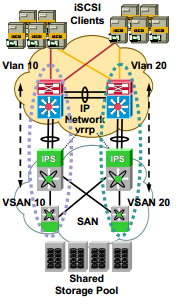 iSCSI
Clients
Vlan 10
Vlan 20
IP
Network
vrrp
IPS
IPS
VSAN 10
VSAN 20
SAN
Shared
Storage Pool